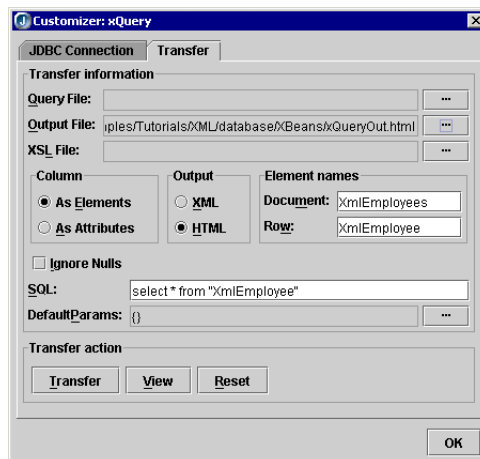 Customizer: xQuery
JDBC Connection Transfer
Transfer information
Query File: ...
Output File: ples/Tutorials/XML/database/XBeans/xQueryOut.html ...
XSL File: ...
Column Output Element names
As Elements XML Document: XmlEmployees
As Attributes HTML Row: XmlEmployee
Ignore Nulls
SQL: select * from "XmlEmployee"
DefaultParams: {} ...
Transfer action
Transfer View Reset
OK